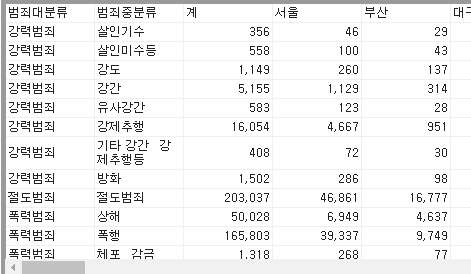 범죄대분류 범죄중분류 계 서울 부산 대구
강력범죄 살인기수 356 46 29
강력범죄 살인미수등 558 100 43
강력범죄 강도 1,149 260 137
강력범죄 강간 5,155 1,129 314
강력범죄 유사강간 583 123 28
강력범죄 강제추행 16,054 4,667 951
강력범죄 기타 강간 강
제추행등 408 72 30
강력범죄 방화 1,502 286 98
절도범죄 절도범죄 203,037 46,861 16,777
폭력범죄 상해 50,028 6,949 4,637
폭력범죄 폭행 165,803 39,337 9,749
폭력범죄 체포 감금 1,318 268 77